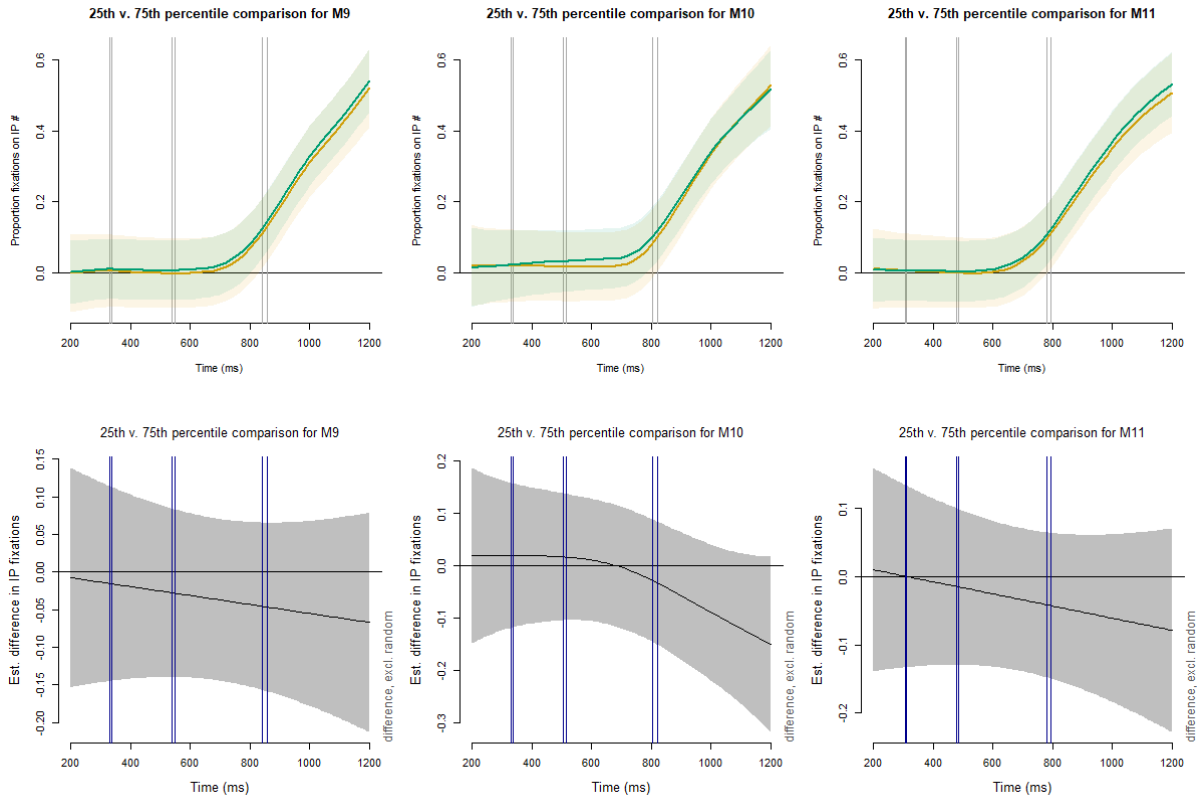 25th v. 75th percentile comparison for M9
Proportion fixations on IP #
0.6
0.4
0.2
0.0
200 400 600 800 1000 1200
Time (ms)
25th v. 75th percentile comparison for M10
Proportion fixations on IP #
0.6
0.4
0.2
0.0
200 400 600 800 1000 1200
Time (ms)
25th v. 75th percentile comparison for M11
Proportion fixations on IP #
0.6
0.4
0.2
0.0
200 400 600 800 1000 1200
Time (ms)
25th v. 75th percentile comparison for M9
Est. difference in IP fixations
0.15
0.10
0.05
0.00
-0.05
-0.10
-0.15
-0.20
200 400 600 800 1000 1200
Time (ms)
difference, excl. random
25th v. 75th percentile comparison for M10
Est. difference in IP fixations
0.2
0.1
0.0
-0.1
-0.2
-0.3
200 400 600 800 1000 1200
Time (ms)
difference, excl. random
25th v. 75th percentile comparison for M11
Est. difference in IP fixations
0.1
0.0
-0.1
-0.2
200 400 600 800 1000 1200
Time (ms)
difference, excl. random